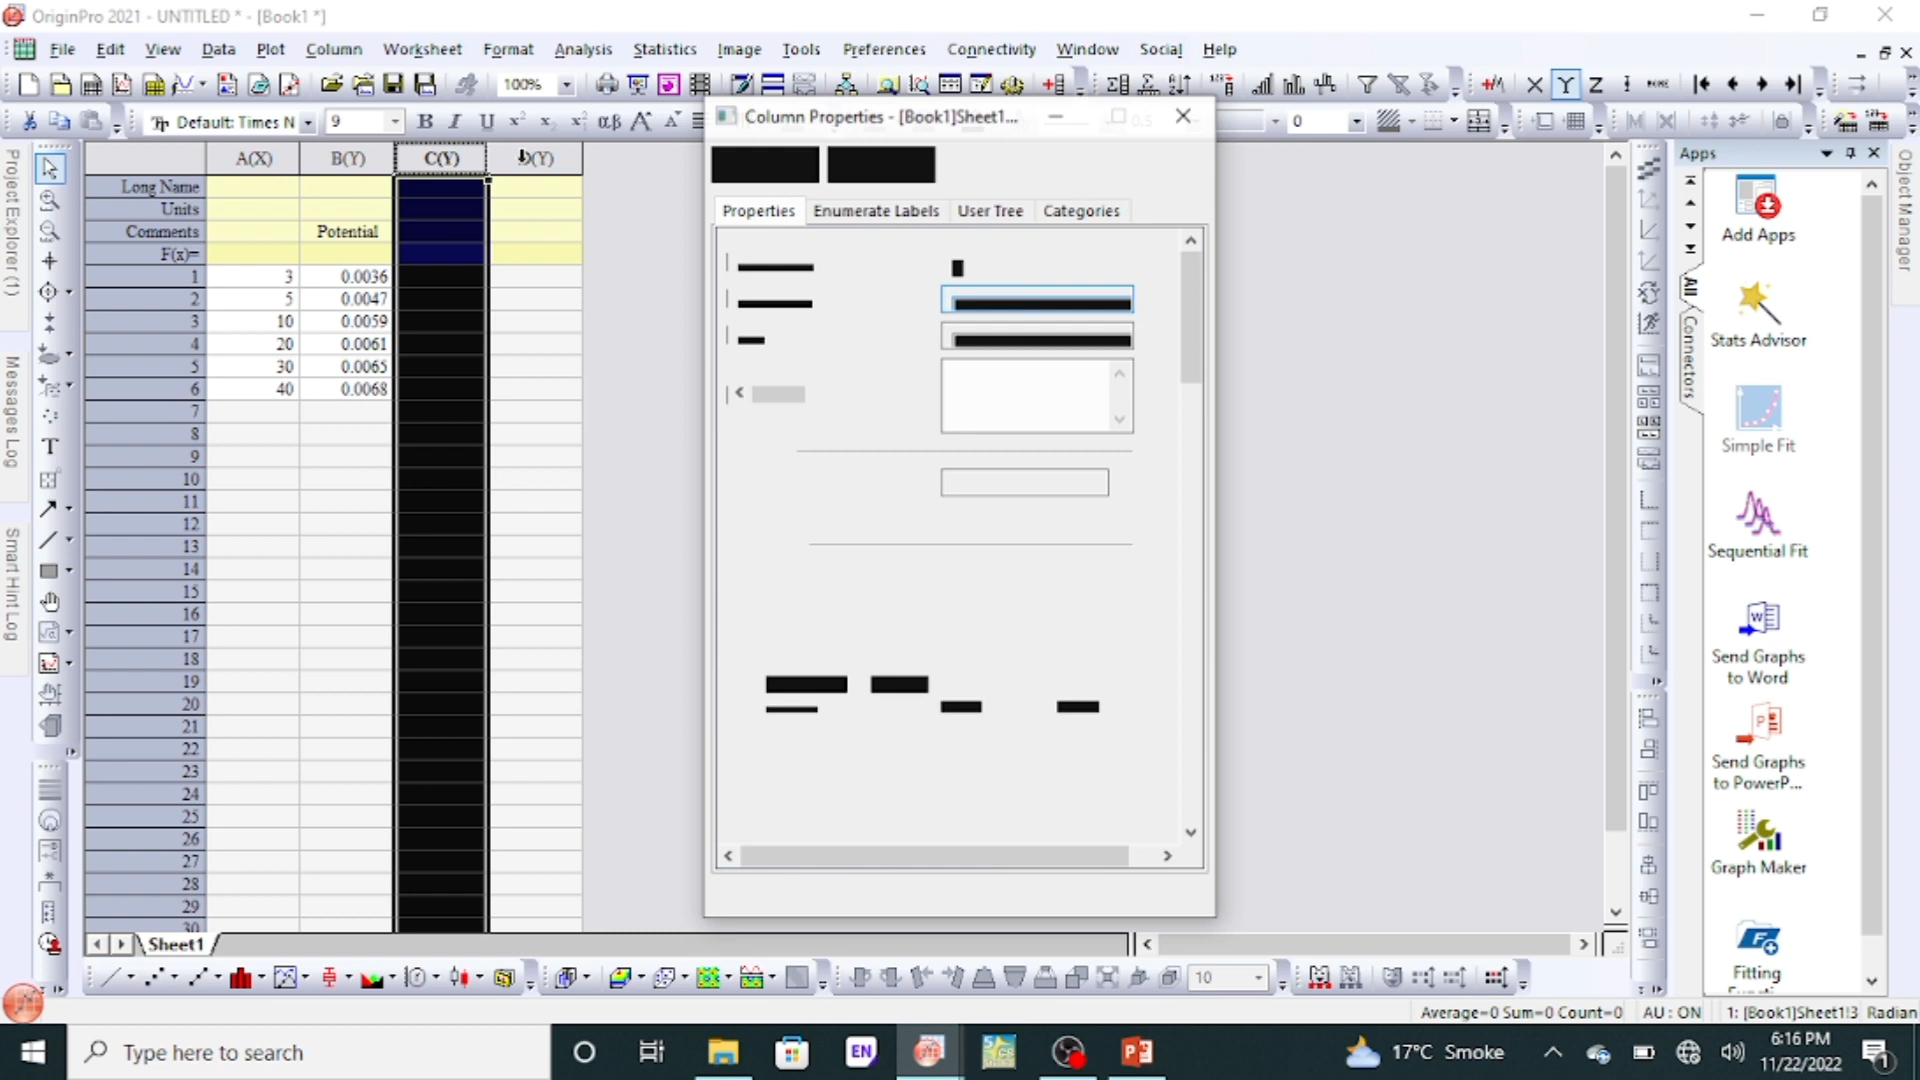 OriginPro 2021 - UNTITLED * - [Book1 *]
File Edit View Data Plot Column Worksheet Format Analysis Statistics Image Tools Preferences Connectivity Window Social Help
100%
X Y Z
Default: Times N 9 B I U x² x₂ αβ A A 0.5 0
Column Properties - [Book1]Sheet1...
Properties Enumerate Labels User Tree Categories
A(X) B(Y) C(Y) D(Y)
Long Name
Units
Comments Potential
F(x)=
1 3 0.0036
2 5 0.0047
3 10 0.0059
4 20 0.0061
5 30 0.0065
6 40 0.0068
7
8
9
10
11
12
13
14
15
16
17
18
19
20
21
22
23
24
25
26
27
28
29
30
Sheet1
Project Explorer (1)
Messages Log
Smart Hint Log
T
Apps
All
Connectors
Object Manager
Add Apps
Stats Advisor
Simple Fit
Sequential Fit
Send Graphs
to Word
Send Graphs
to PowerP...
Graph Maker
Fitting
10
Average=0 Sum=0 Count=0 AU : ON 1: [Book1]Sheet1!3 Radian
Type here to search
EN
17°C Smoke
6:16 PM
11/22/2022
1